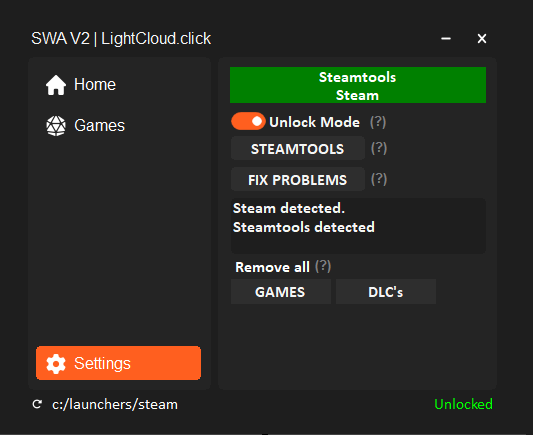 SWA V2 | LightCloud.click
Home
Games
Settings
Steamtools
Steam
Unlock Mode (?)
STEAMTOOLS (?)
FIX PROBLEMS (?)
Steam detected.
Steamtools detected
Remove all (?)
GAMES DLC's
c:/launchers/steam
Unlocked